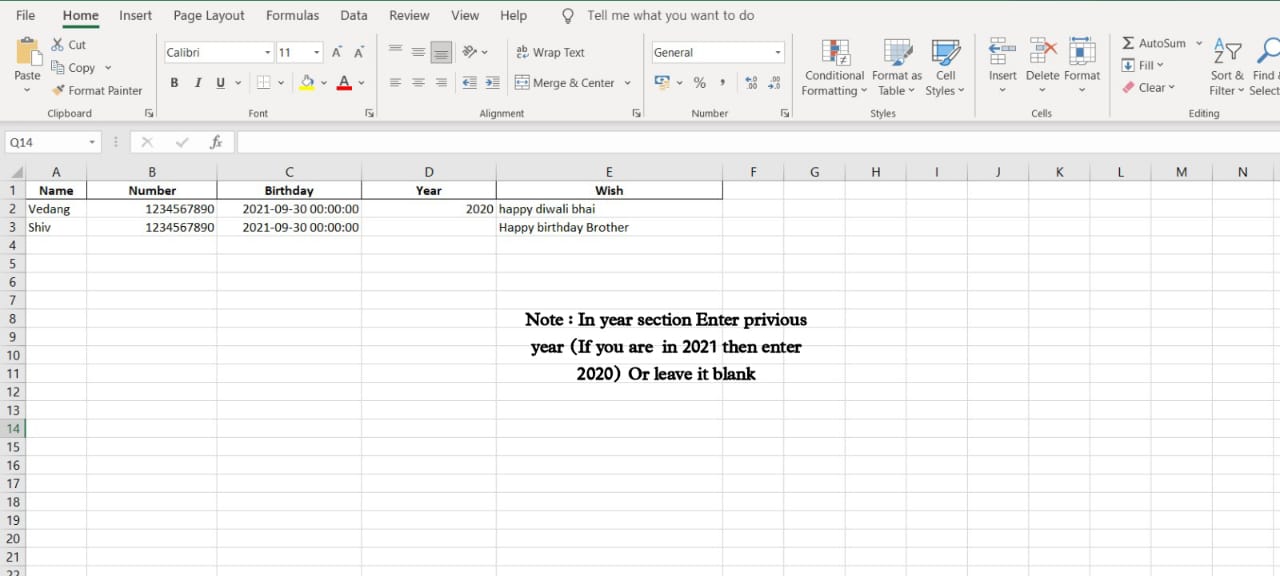 File Home Insert Page Layout Formulas Data Review View Help Tell me what you want to do
Cut
Copy
Format Painter
Paste
Clipboard
Calibri 11
B I U
Font
Wrap Text
Merge & Center
Alignment
General
% ,
Number
Conditional Formatting
Format as Table
Cell Styles
Styles
Insert Delete Format
Cells
AutoSum
Fill
Clear
Sort & Filter
Find &
Select
Editing
Q14 fx
A B C D E F G H I J K L M N
1 Name Number Birthday Year Wish
2 Vedang 1234567890 2021-09-30 00:00:00 2020 happy diwali bhai
3 Shiv 1234567890 2021-09-30 00:00:00 Happy birthday Brother
4
5
6
7
8
9
10
11
12
13
14
15
16
17
18
19
20
21
22
Note : In year section Enter privious
year (If you are in 2021 then enter
2020) Or leave it blank